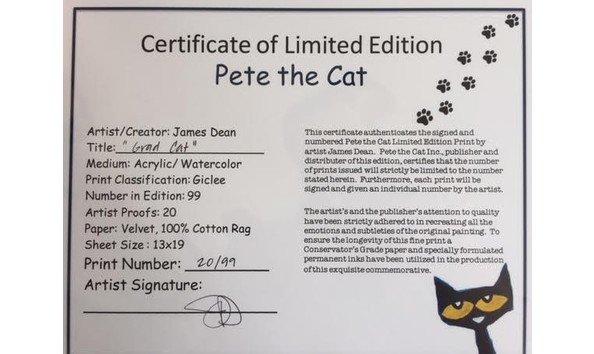 Certificate of Limited Edition
Pete the Cat
Artist/Creator: James Dean
Title: "Grad Cat"
Medium: Acrylic/ Watercolor
Print Classification: Giclee
Number in Edition: 99
Artist Proofs: 20
Paper: Velvet, 100% Cotton Rag
Sheet Size : 13x19
Print Number: 20/99
Artist Signature:
This certificate authenticates the signed and
numbered Pete the Cat Limited Edition Print by
artist James Dean. Pete the Cat Inc., publisher and
distributer of this edition, certifies that the number
of prints issued will strictly be limited to the number
stated herein. Furthermore, each print will be
signed and given an individual number by the artist.
The artist's and the publisher's attention to quality
have been strictly adhered to in recreating all the
emotions and subtleties of the original painting. To
ensure the longevity of this fine print a
Conservator's Grade paper and specially formulated
permanent inks have been utilized in the production
of this exquisite commemorative.